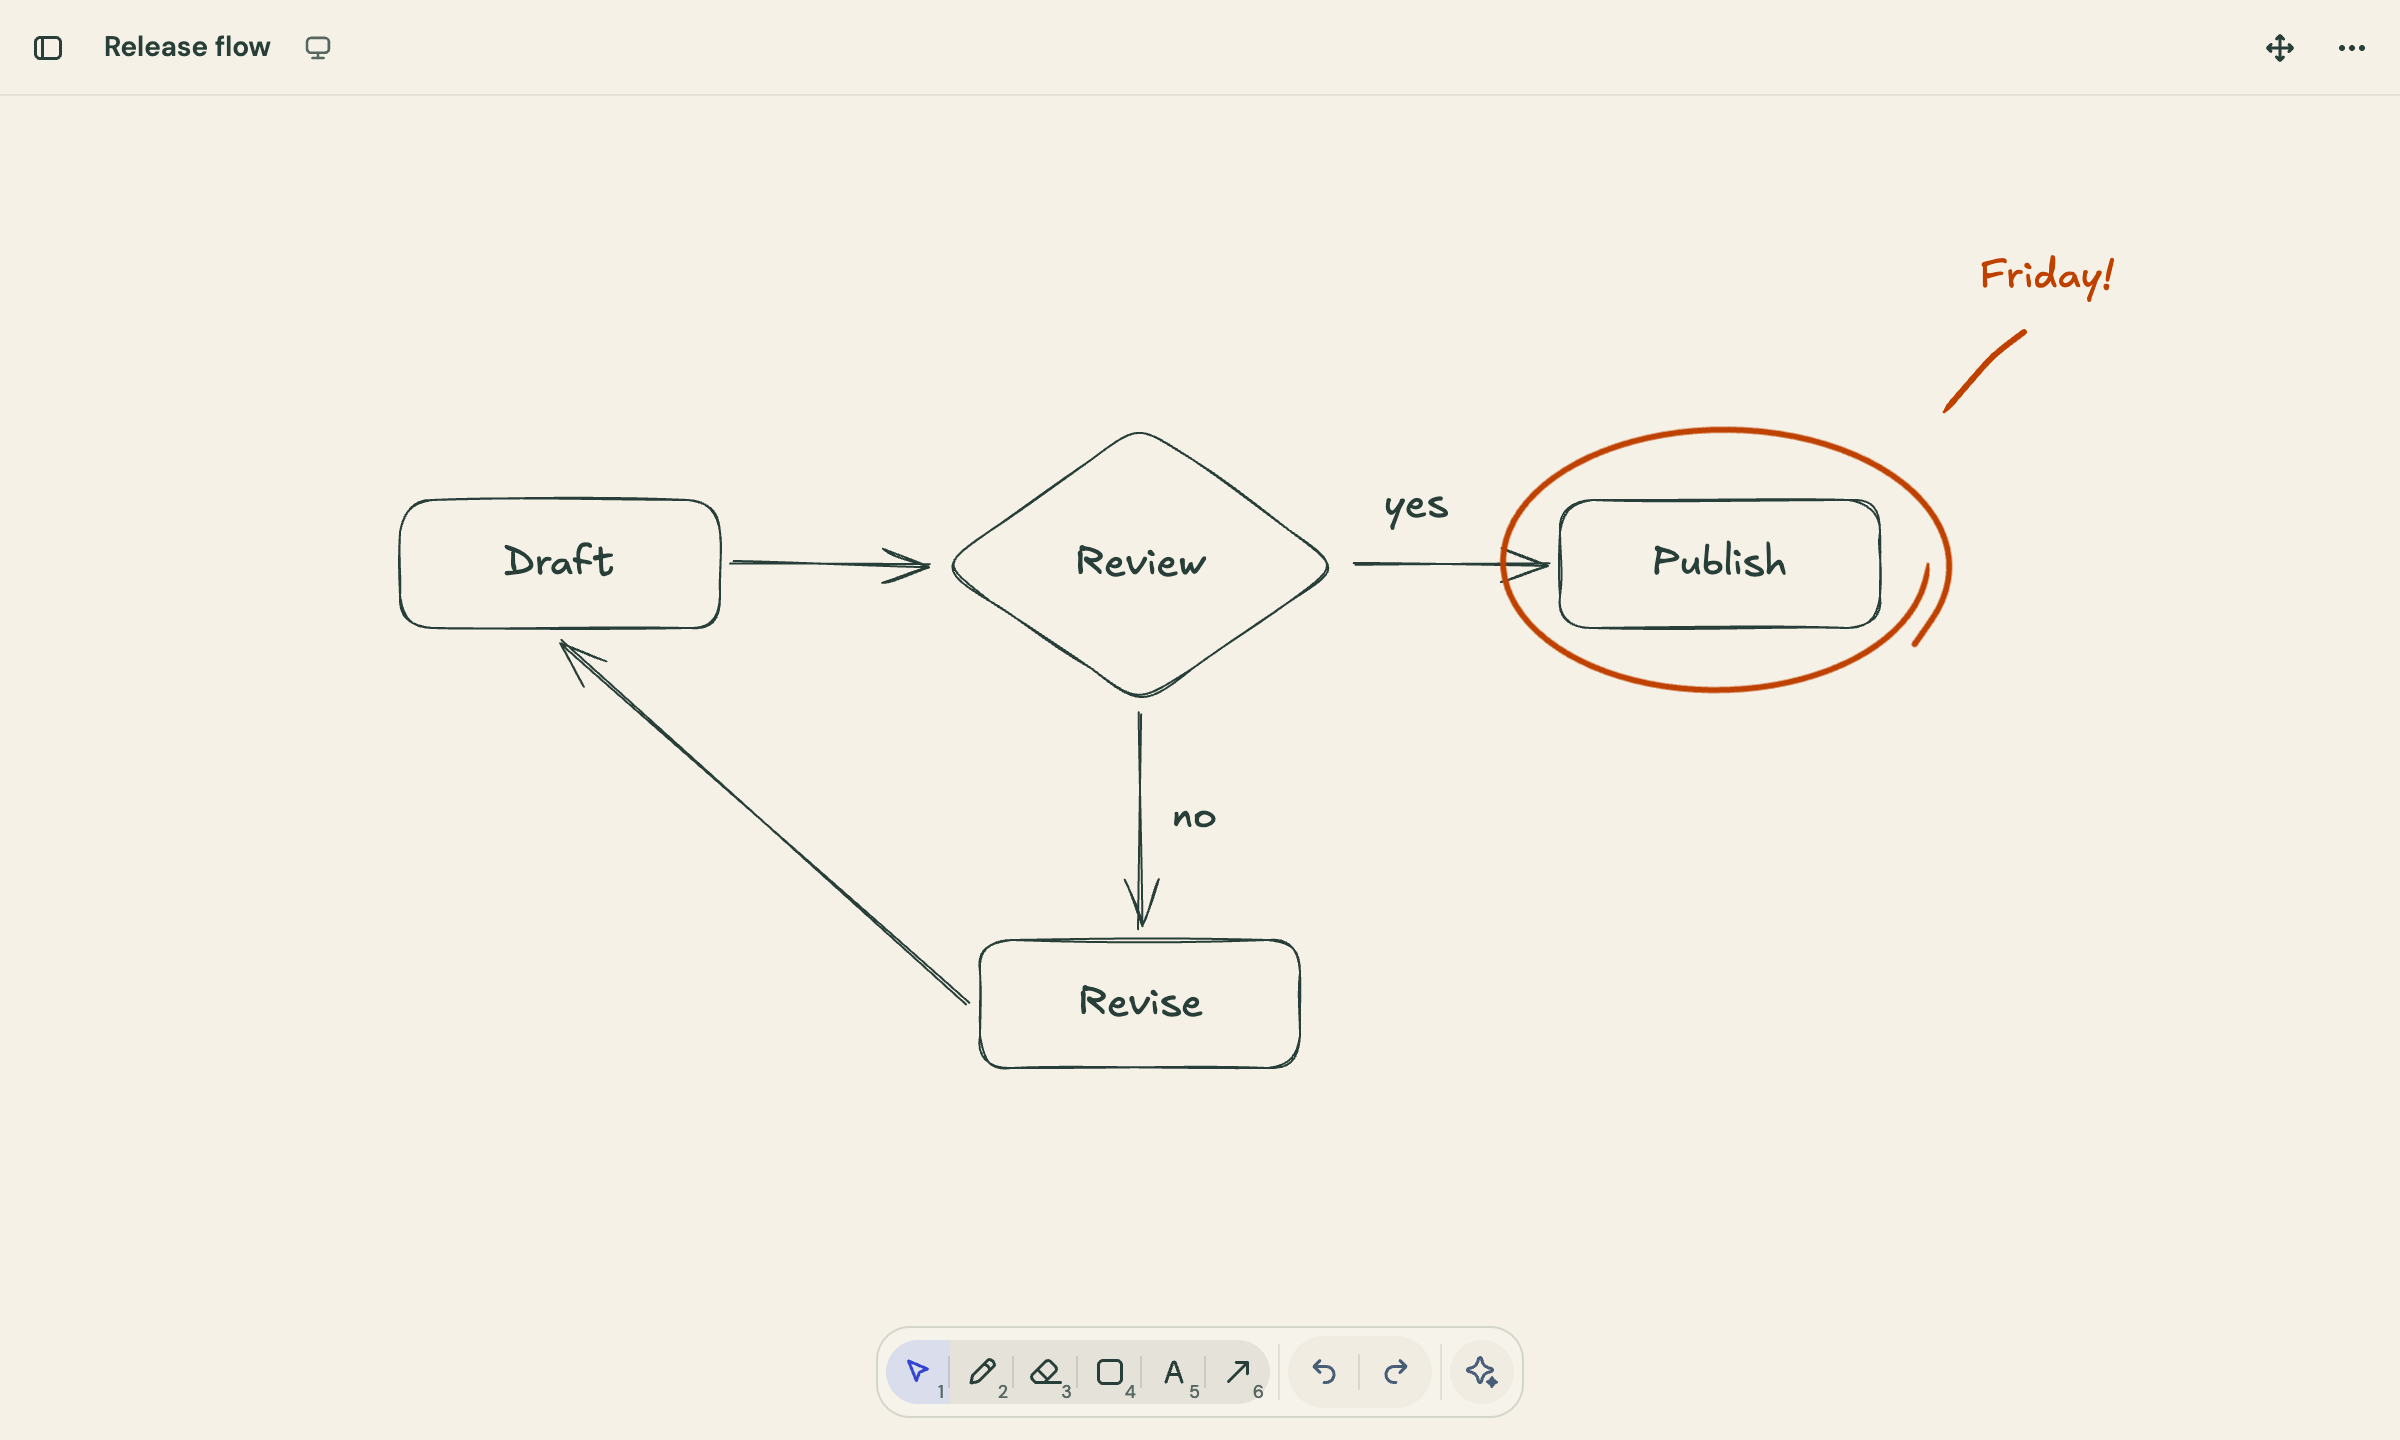 Release flow
Friday!
yes
Draft
Review
Publish
no
Revise
1 2 3 4 5 6